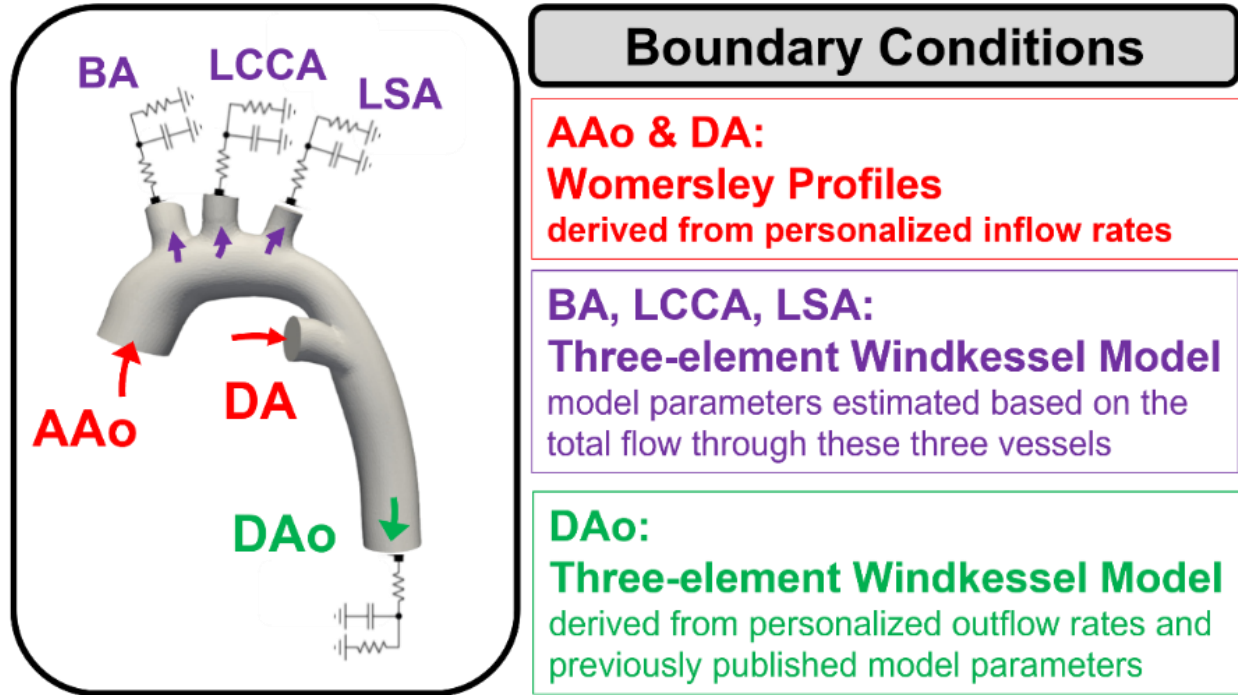 BA
LCCA
LSA
AAo
DA
DAo
Boundary Conditions
AAo & DA:
Womersley Profiles
derived from personalized inflow rates
BA, LCCA, LSA:
Three-element Windkessel Model
model parameters estimated based on the
total flow through these three vessels
DAo:
Three-element Windkessel Model
derived from personalized outflow rates and
previously published model parameters